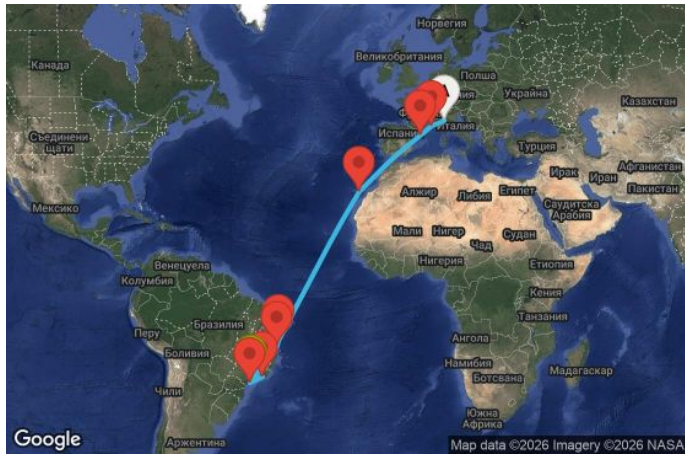 Норвегия
Великобритания
Канада
Полша
Украйна
Казахстан
Италия
Испани
Съединени
щати
Турция
Афганистан
Ирак
Иран
Пакистан
Алжир
Либия
Египет
Саудитска
Арабия
Мексико
Мали
Нигер
Чад
Судан
Нигерия
Етиопия
Венецуела
Колумбия
Кения
Танзания
Бразилия
Перу
Ангола
Боливия
Намибия
Мадагаскар
Ботсвана
Чили
Южна
Африка
Аржентина
Google
Map data ©2026 Imagery ©2026 NASA